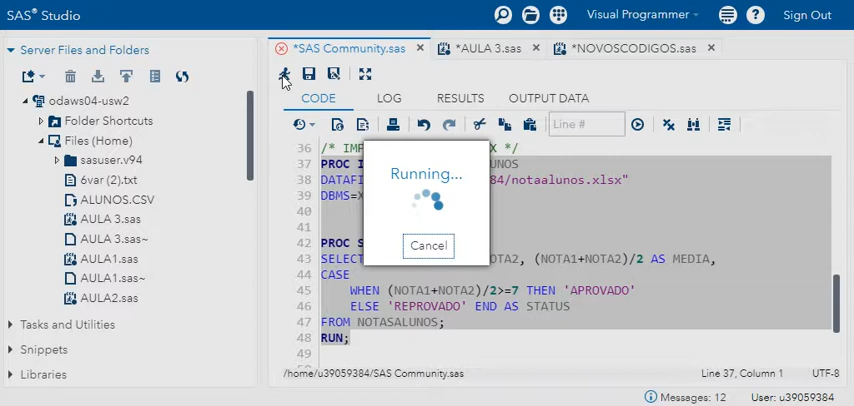 SAS® Studio
Visual Programmer
Sign Out
Server Files and Folders
odaws04-usw2
Folder Shortcuts
Files (Home)
sasuser.v94
6var (2).txt
ALUNOS.CSV
AULA 3.sas
AULA 3.sas~
AULA1.sas
AULA1.sas~
AULA2.sas
Tasks and Utilities
Snippets
Libraries
*SAS Community.sas
*AULA 3.sas
*NOVOSCODIGOS.sas
CODE LOG RESULTS OUTPUT DATA
Line #
36 /* IM X */
37 PROC I LUNOS
38 DATAFI 84/notaalunos.xlsx"
39 DBMS=X
40
41
42 PROC S
43 SELECT OTA2, (NOTA1+NOTA2)/2 AS MEDIA,
44 CASE
45 WHEN (NOTA1+NOTA2)/2>=7 THEN 'APROVADO'
46 ELSE 'REPROVADO' END AS STATUS
47 FROM NOTASALUNOS;
48 RUN;
49
Running...
Cancel
/home/u39059384/SAS Community.sas
Line 37, Column 1
UTF-8
Messages: 12
User: u39059384